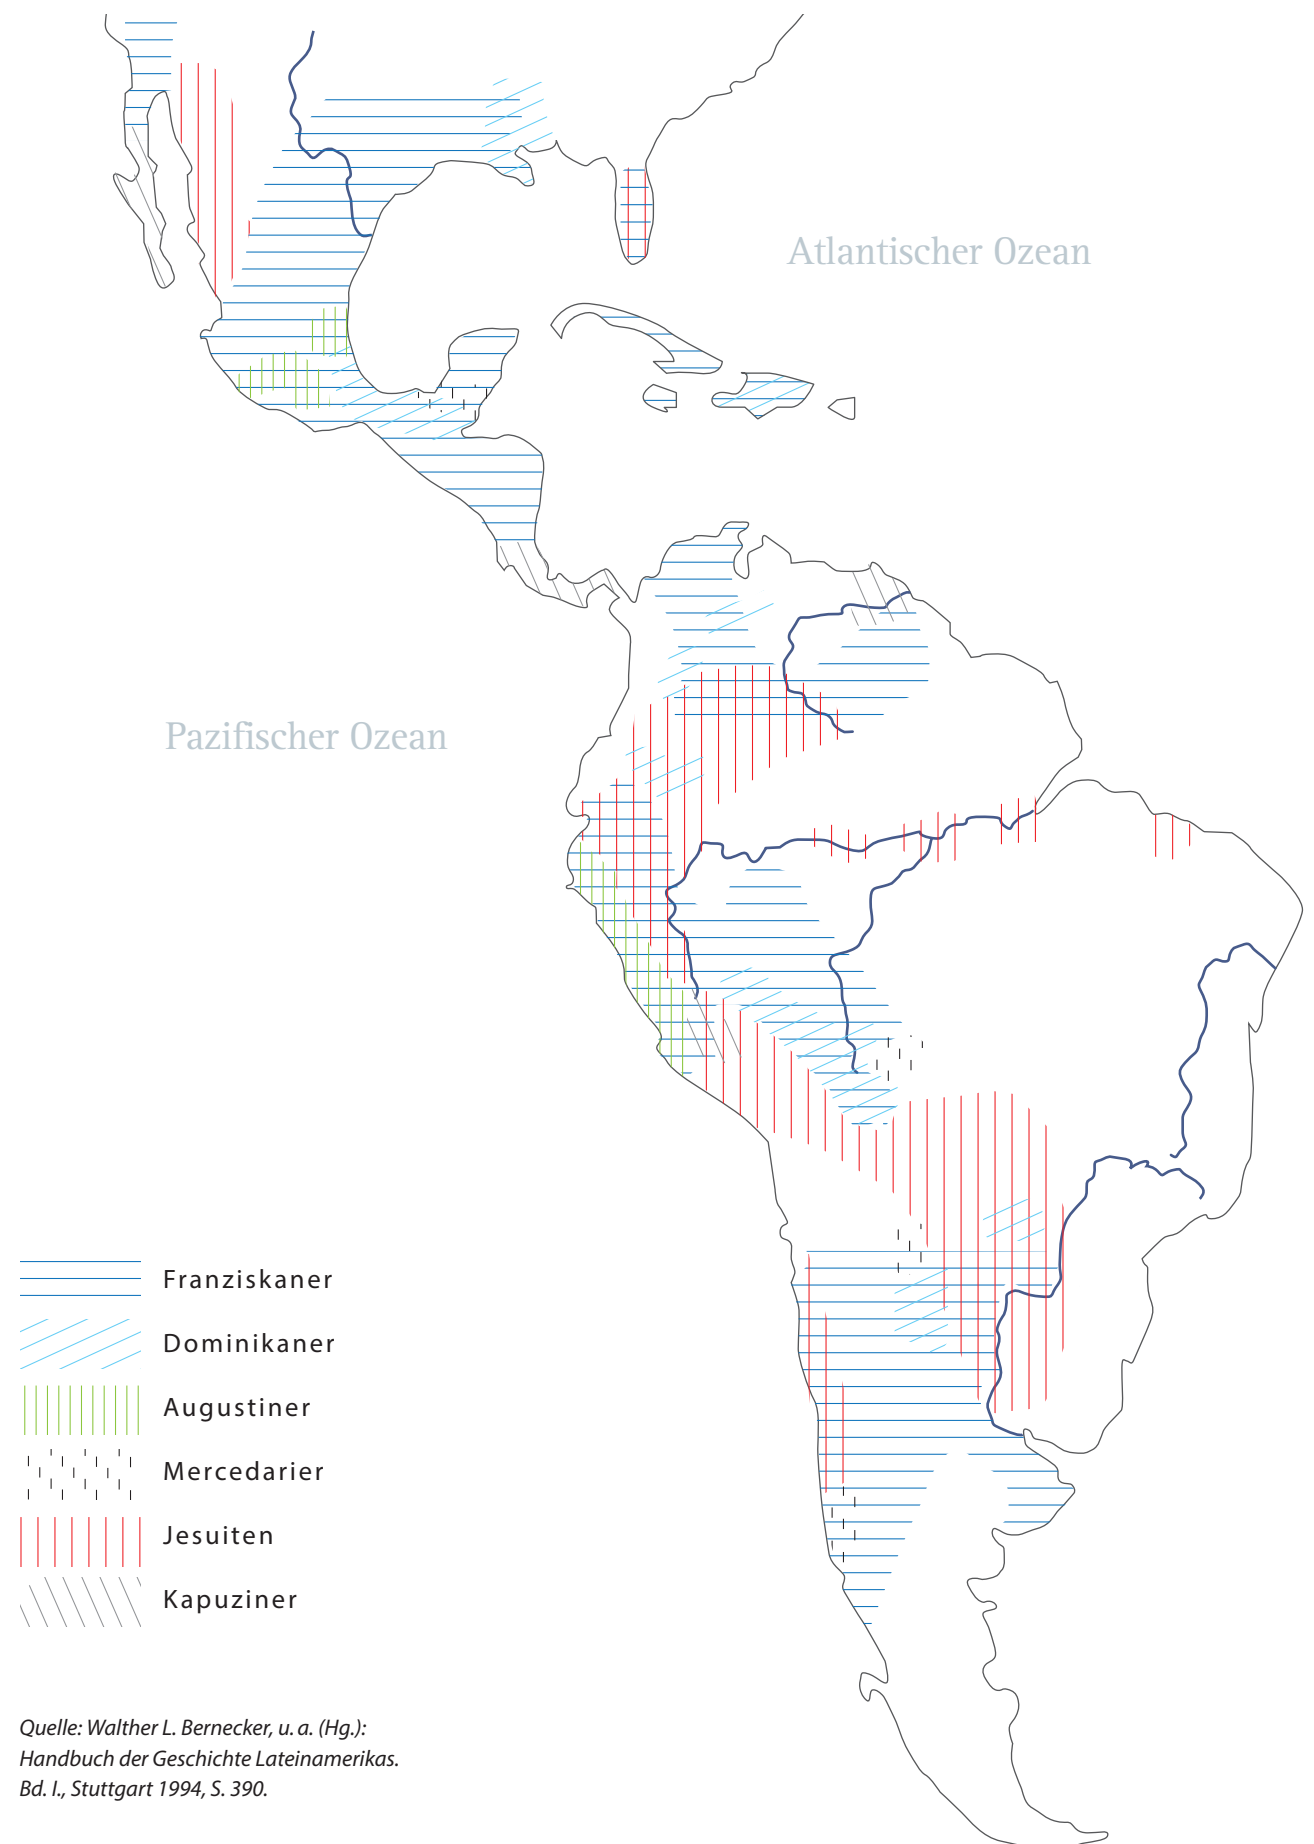 Atlantischer Ozean
Pazifischer Ozean
Franziskaner
Dominikaner
Augustiner
Mercedarier
Jesuiten
Kapuziner
Quelle: Walther L. Bernecker, u. a. (Hg.):
Handbuch der Geschichte Lateinamerikas.
Bd. I., Stuttgart 1994, S. 390.